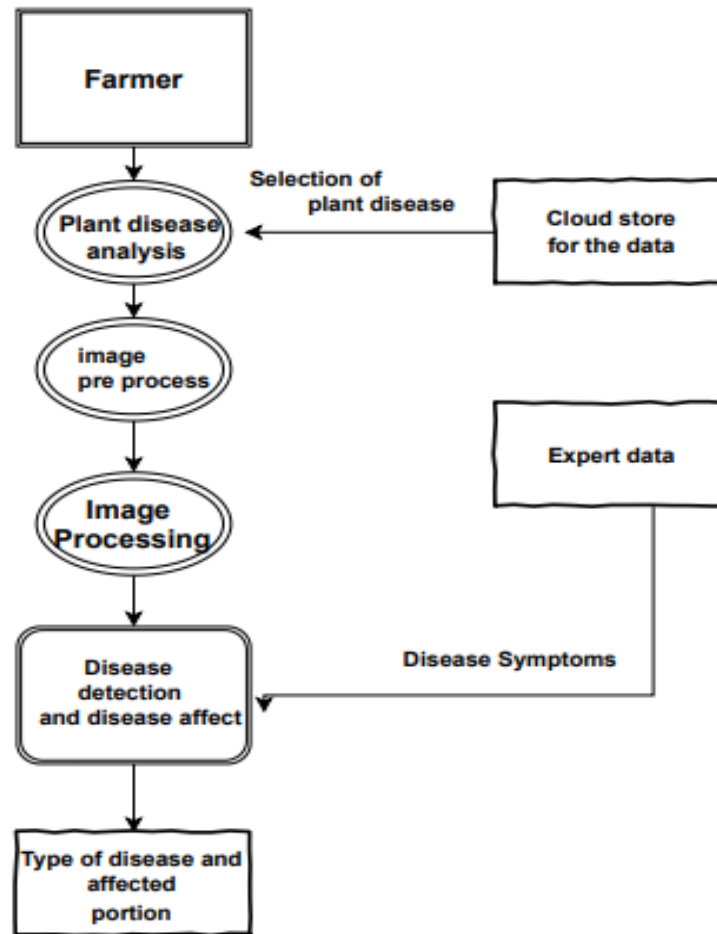 Farmer
Selection of
plant disease
Plant disease
analysis
Cloud store
for the data
image
pre process
Expert data
Image
Processing
Disease Symptoms
Disease
detection
and disease affect
Type of disease and
affected
portion